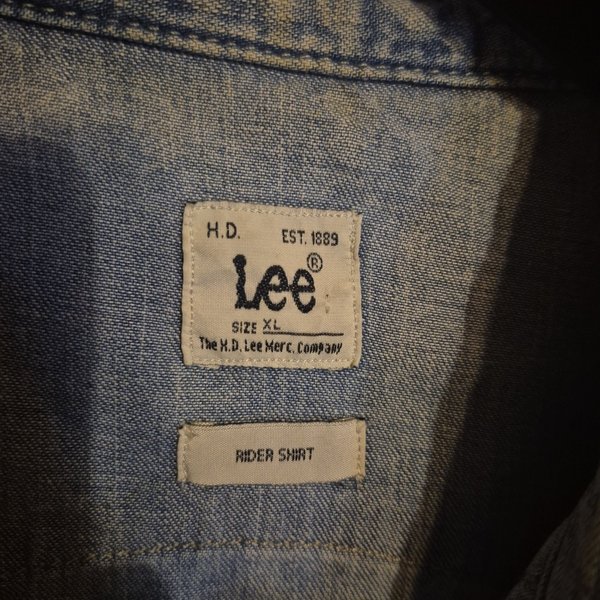 H.D. EST. 1889
Lee®
SIZE XL
The H.D. Lee Merc. Company
RIDER SHIRT